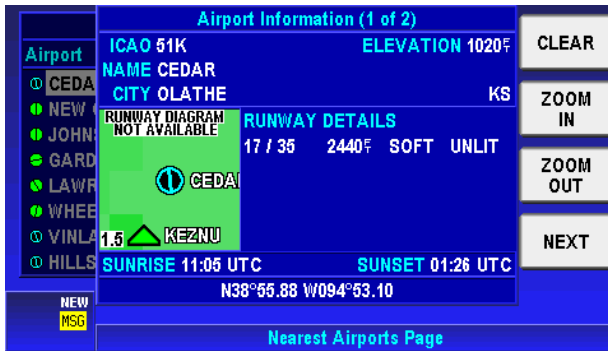 Airport Information (1 of 2)
ICAO 51K ELEVATION 1020FT
NAME CEDAR
CITY OLATHE KS
RUNWAY DIAGRAM
NOT AVAILABLE
CEDA
KEZNU
1.5
RUNWAY DETAILS
17 / 35 2440FT SOFT UNLIT
SUNRISE 11:05 UTC SUNSET 01:26 UTC
N38°55.88 W094°53.10
Airport
CEDA
NEW
JOHN
GARD
LAWR
WHEE
VINLA
HILLS
NEW
MSG
Nearest Airports Page
CLEAR
ZOOM
IN
ZOOM
OUT
NEXT